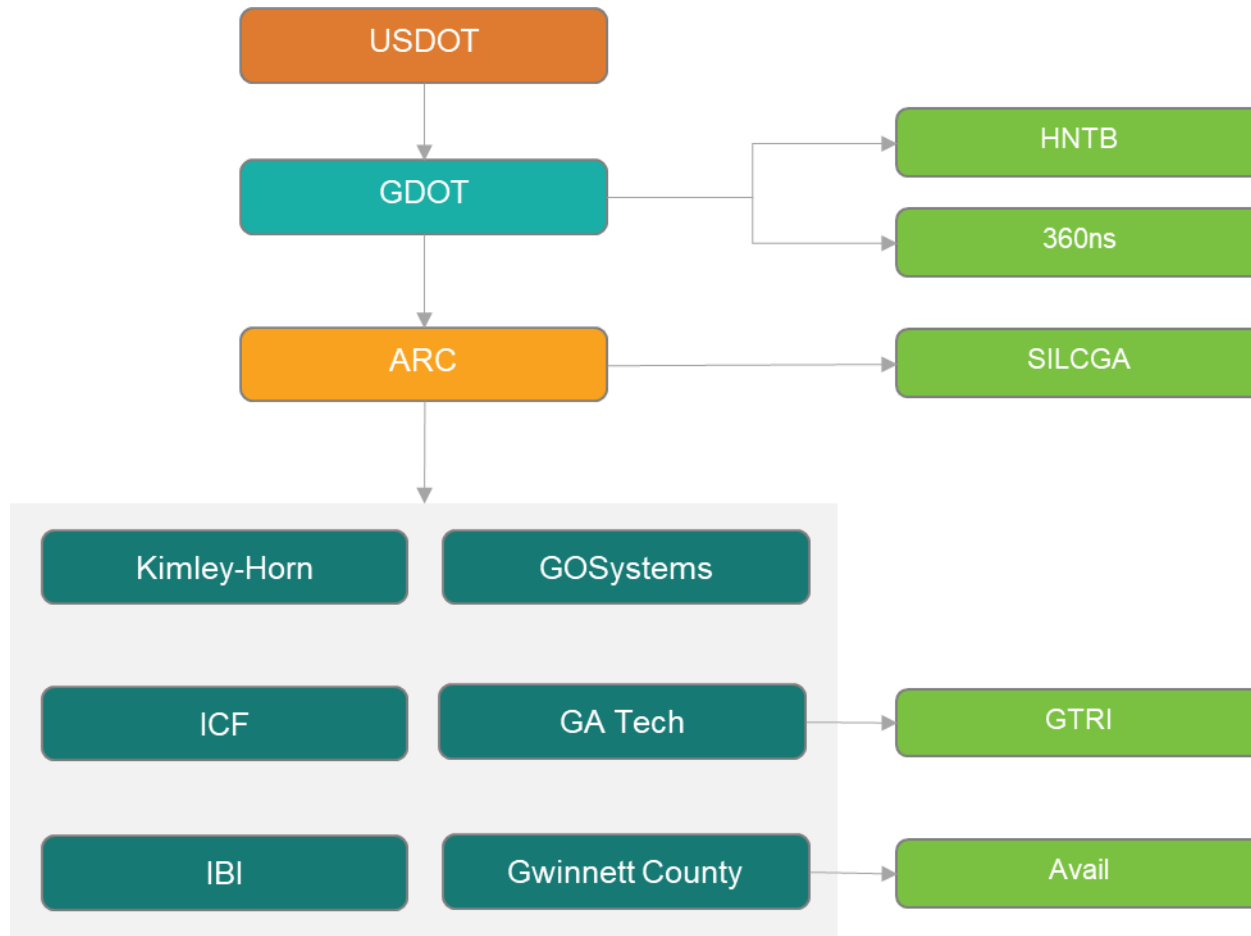 USDOT
HNTB
GDOT
360ns
ARC
SILCGA
Kimley-Horn
GOSystems
ICF
GA Tech
GTRI
IBI
Gwinnett County
Avail